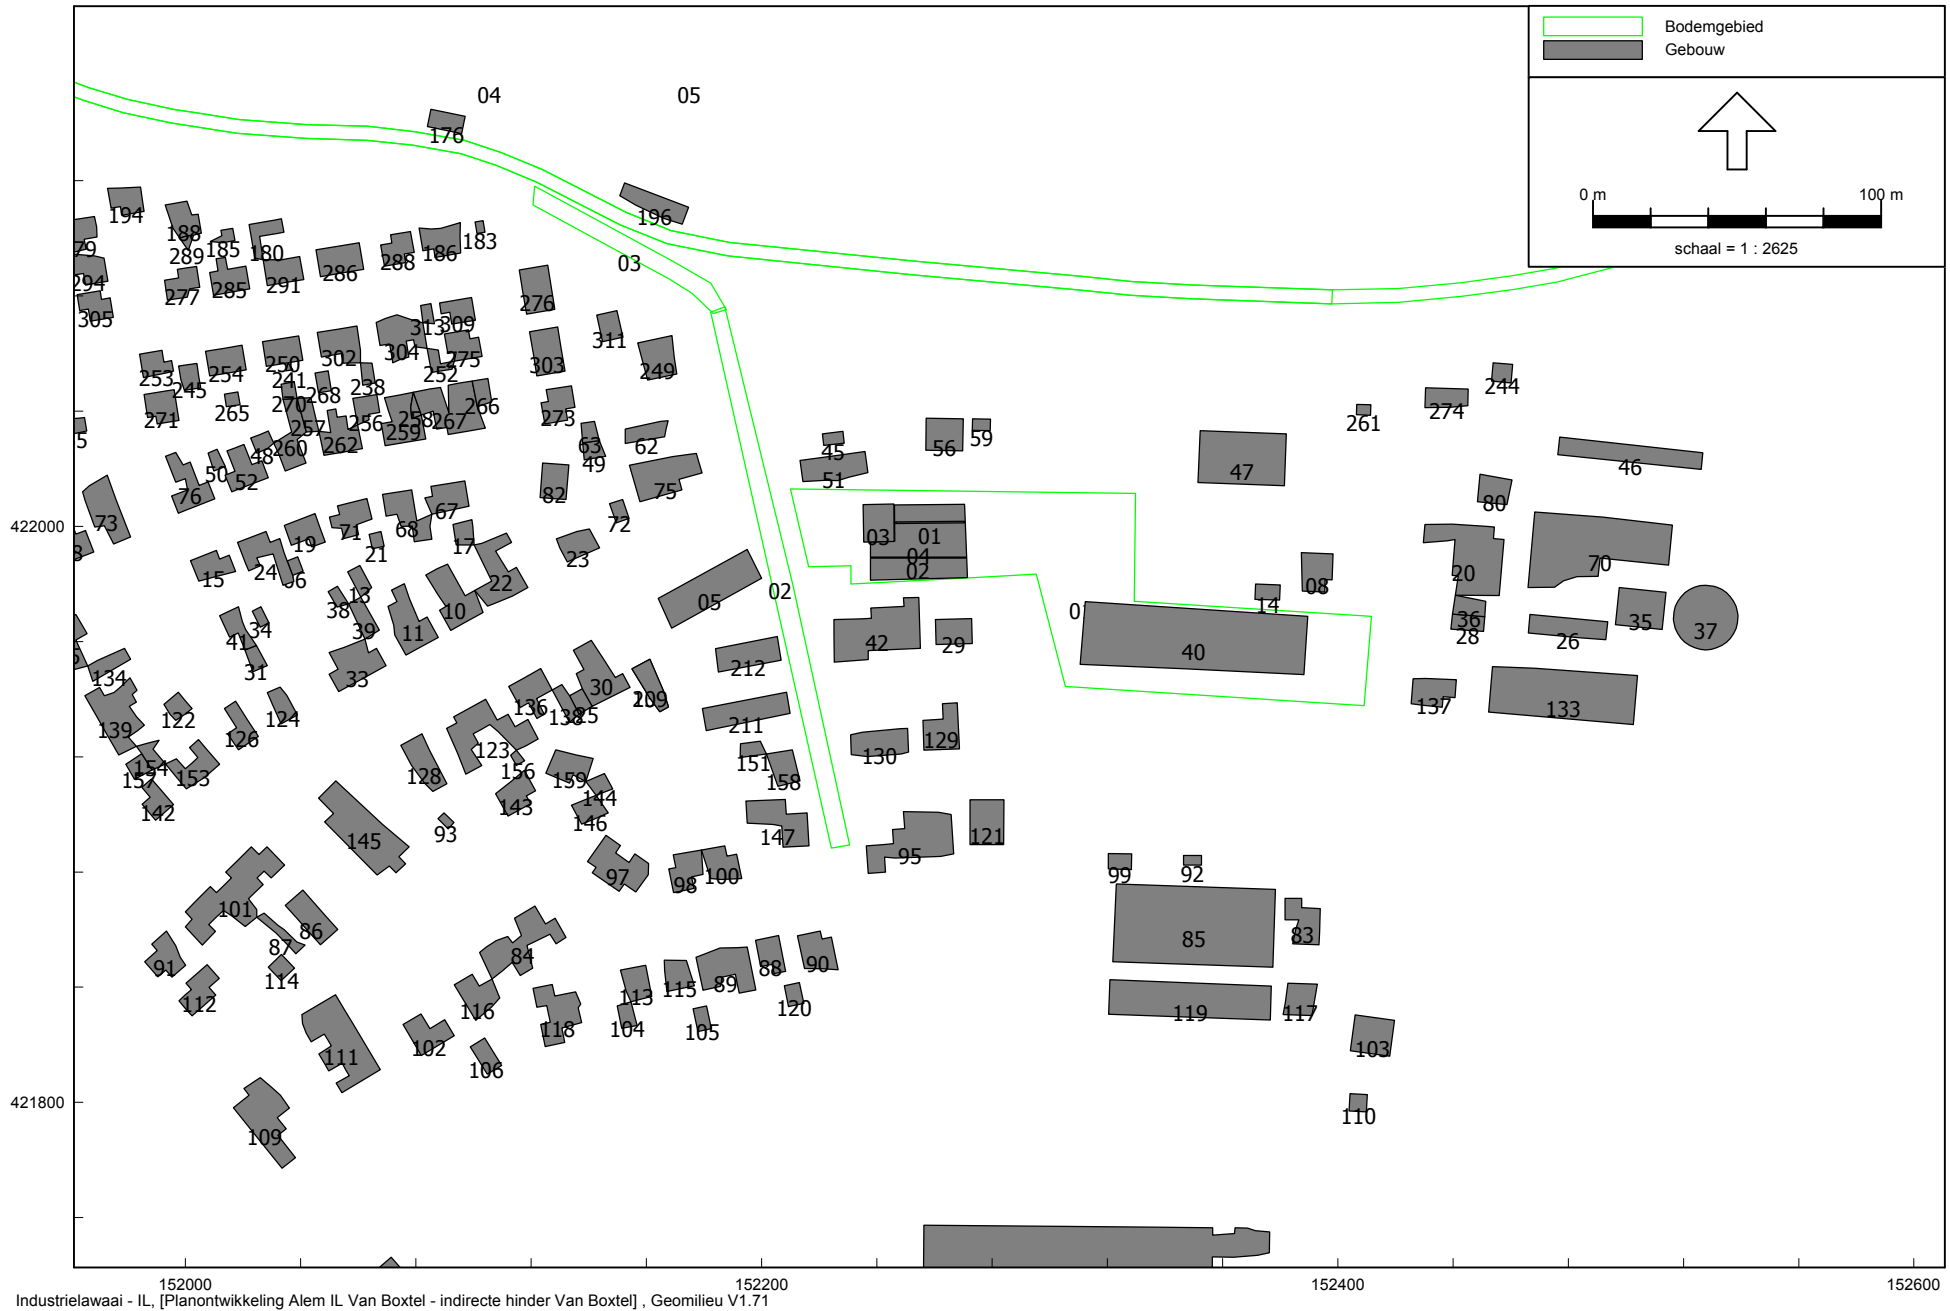 Bodemgebied
Gebouw
0 m 100 m
schaal = 1 : 2625
04 05
176
194 188 196
289 185 180 186 183
79 03
294 277 285 291 286 288 276
305 313 309 311
253 245 254 250 302 304 252 275 303 249
241 268 238 244
271 265 270 257 256 258 267 266 273 261 274
5 260 262 259 63 62 45 56 59
48 49 51 47 46
76 50 52 82 75 80
73 67 72
422000
71 68 03 01
8 19 21 17 23 04 70
15 24 66 22 02 08 20
38 13 10 05 02 14
41 34 39 11 42 29 0 36 35 37
31 28 26
134 33 212 40
139 122 124 30 209 137 133
126 136 138 25 211
154 123 151 130 129
157 153 128 156 159 158
142 143 144
145 93 146 147 95 121
97 98 100 99 92
101 86
87 84 85 83
91 114 88 90
112 116 113 115 89
111 102 118 104 105 120 119 117
106 103
421800
109 110
152000 152200 152400 152600
Industrielawaai - IL, [Planontwikkeling Alem IL Van Boxtel - indirecte hinder Van Boxtel] , Geomilieu V1.71